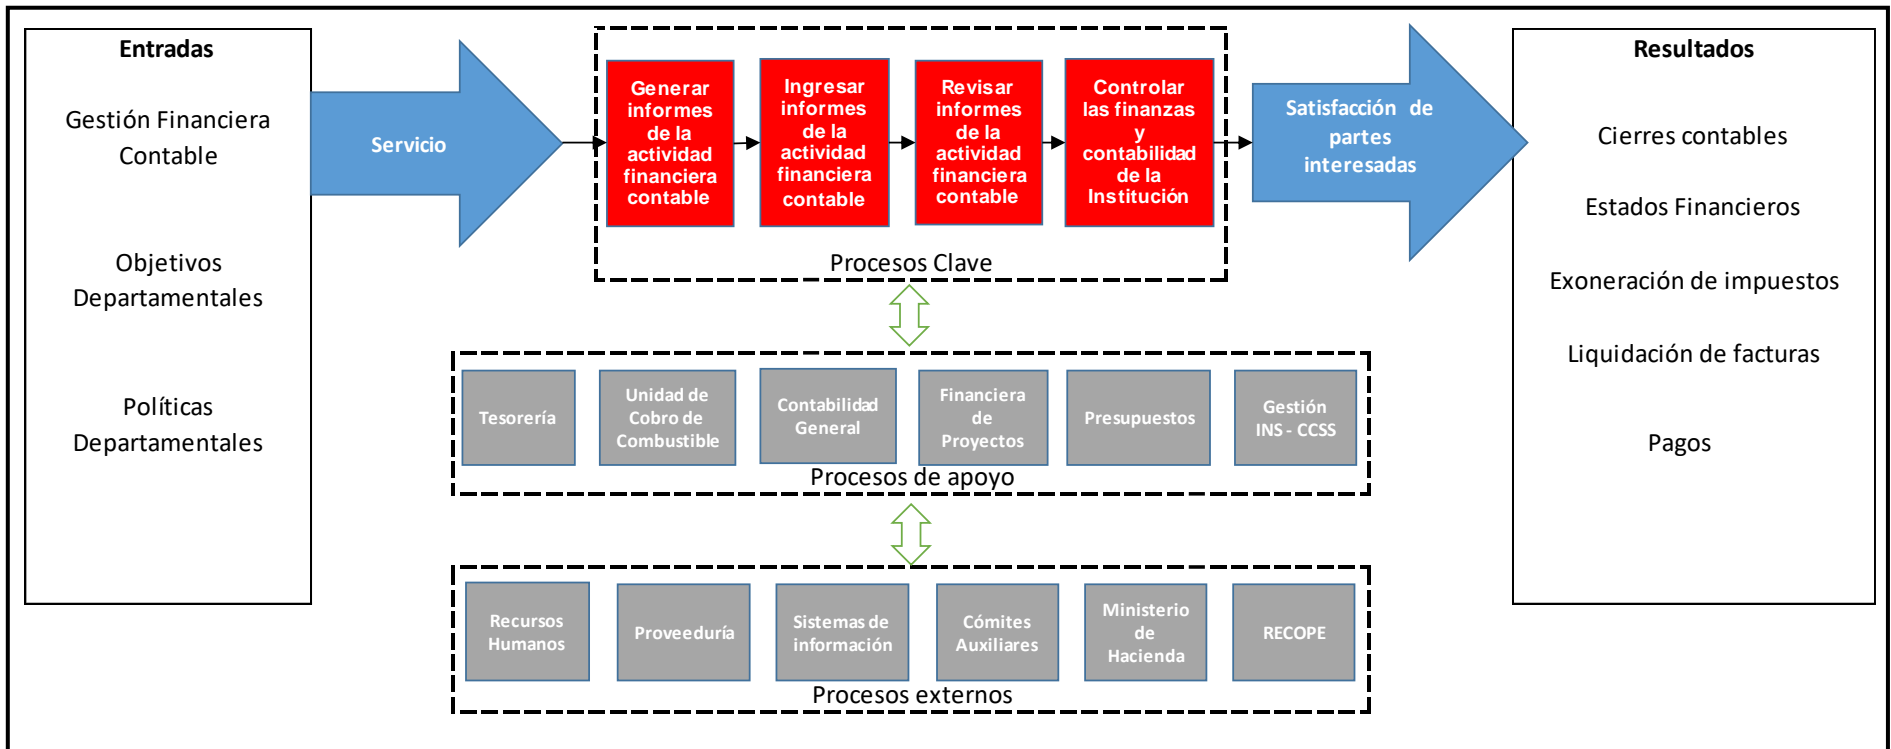 Entradas
Gestión Financiera
Contable
Objetivos
Departamentales
Políticas
Departamentales
Servicio
Generar
informes
de la
actividad
financiera
contable
Ingresar
informes
de la
actividad
financiera
contable
Revisar
informes
de la
actividad
financiera
contable
Controlar
las finanzas
y
contabilidad
de la
Institución
Procesos Clave
Satisfacción de
partes
interesadas
Resultados
Cierres contables
Estados Financieros
Exoneración de impuestos
Liquidación de facturas
Pagos
Tesorería
Unidad de
Cobro de
Combustible
Contabilidad
General
Financiera
de
Proyectos
Presupuestos
Gestión
INS - CCSS
Procesos de apoyo
Recursos
Humanos
Proveeduría
Sistemas de
información
Cómites
Auxiliares
Ministerio
de
Hacienda
RECOPE
Procesos externos